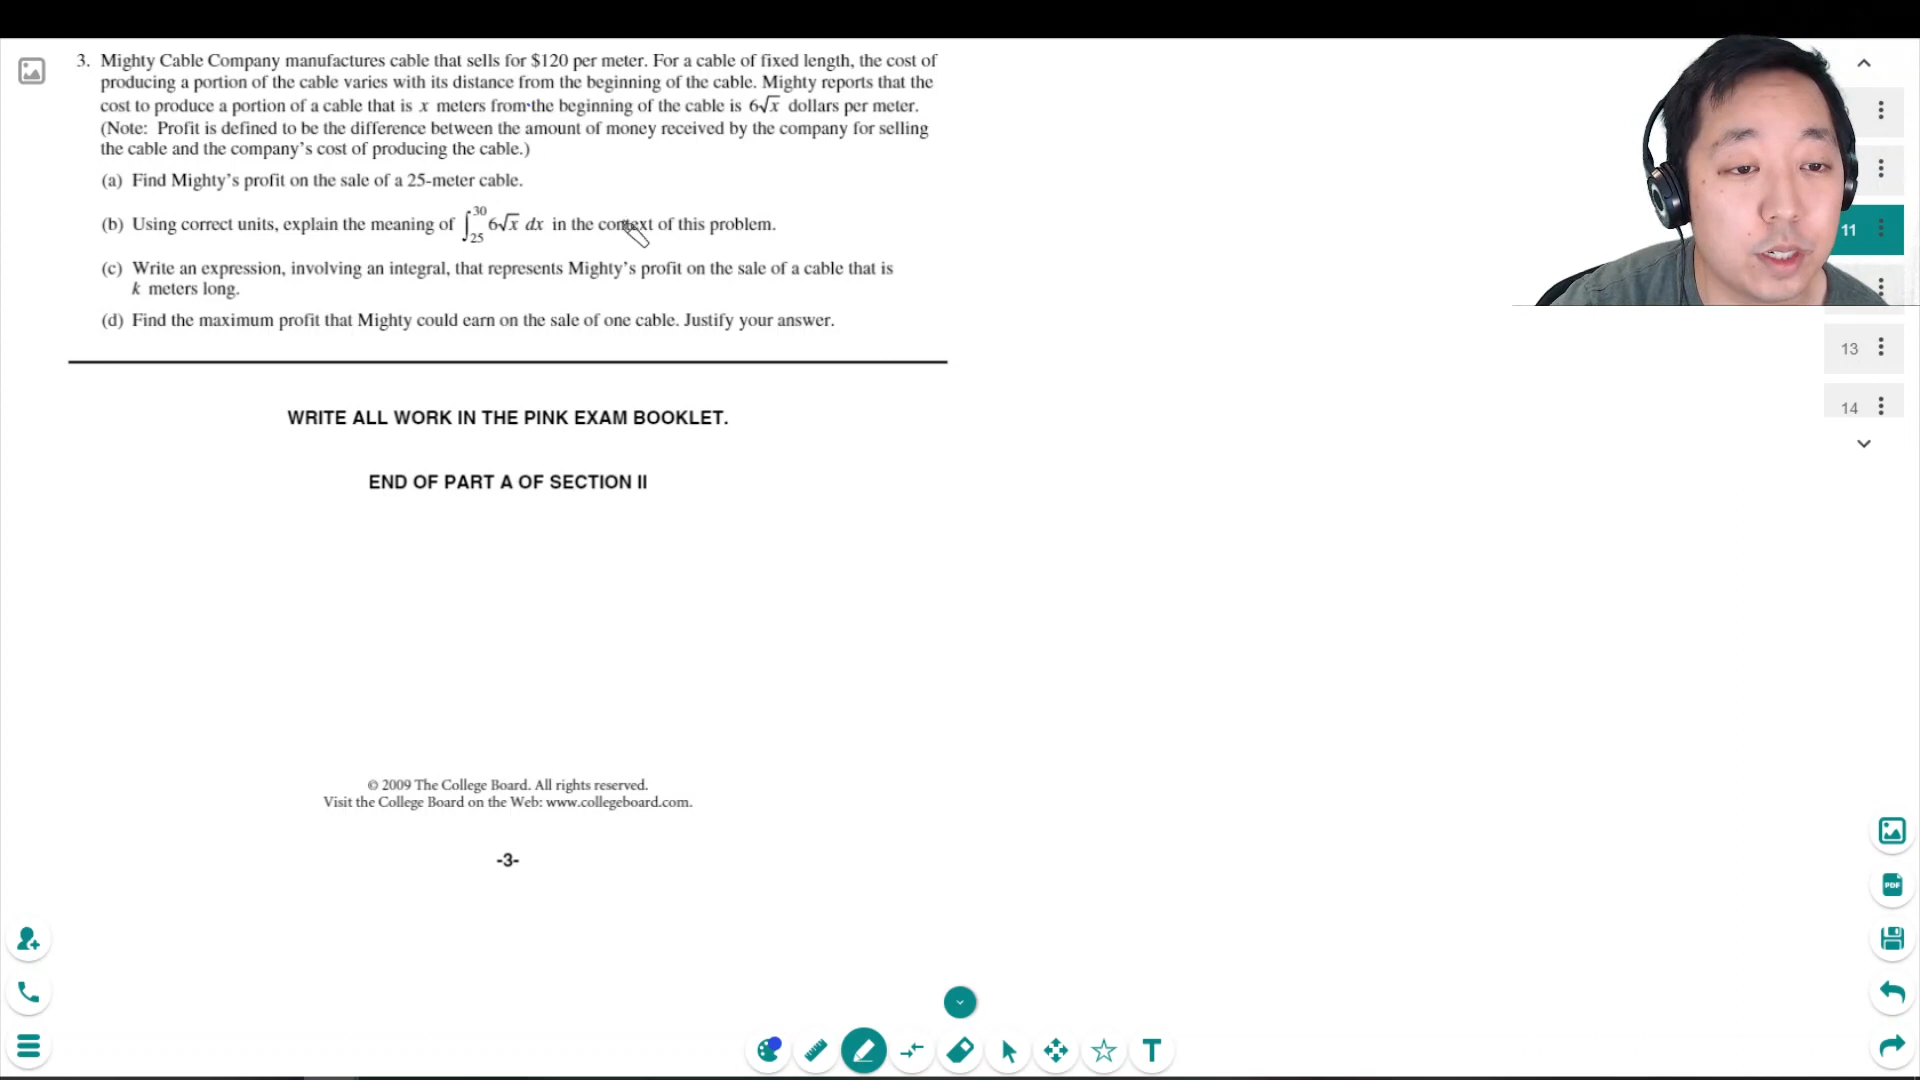 3. Mighty Cable Company manufactures cable that sells for $120 per meter. For a cable of fixed length, the cost of
producing a portion of the cable varies with its distance from the beginning of the cable. Mighty reports that the
cost to produce a portion of a cable that is x meters from the beginning of the cable is 6√x dollars per meter.
(Note: Profit is defined to be the difference between the amount of money received by the company for selling
the cable and the company's cost of producing the cable.)
(a) Find Mighty's profit on the sale of a 25-meter cable.
(b) Using correct units, explain the meaning of ∫₂₅³⁰ 6√x dx in the context of this problem.
(c) Write an expression, involving an integral, that represents Mighty's profit on the sale of a cable that is
k meters long.
(d) Find the maximum profit that Mighty could earn on the sale of one cable. Justify your answer.
WRITE ALL WORK IN THE PINK EXAM BOOKLET.
END OF PART A OF SECTION II
© 2009 The College Board. All rights reserved.
Visit the College Board on the Web: www.collegeboard.com.
-3-
11
13
14
PDF
T